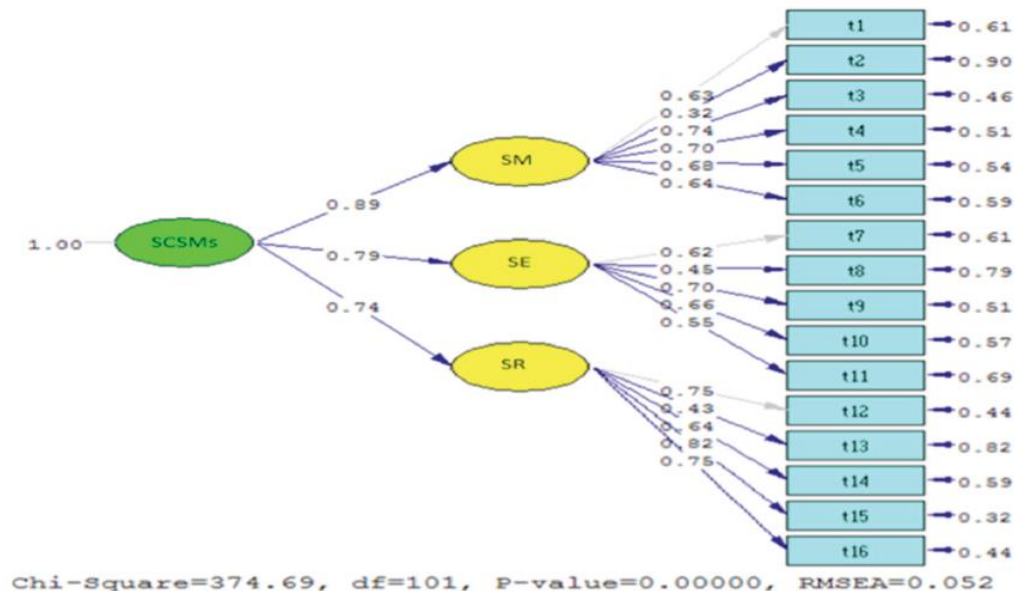 t1
0.61
t2
0.90
t3
0.46
t4
0.51
t5
0.54
t6
0.59
t7
0.61
t8
0.79
t9
0.51
t10
0.57
t11
0.69
t12
0.44
t13
0.82
t14
0.59
t15
0.32
t16
0.44
0.63
0.32
0.74
0.70
0.68
0.64
SM
0.89
1.00
SCSMs
0.79
SE
0.62
0.45
0.70
0.66
0.55
0.74
SR
0.75
0.43
0.64
0.82
0.75
Chi-Square=374.69, df=101, P-value=0.00000, RMSEA=0.052